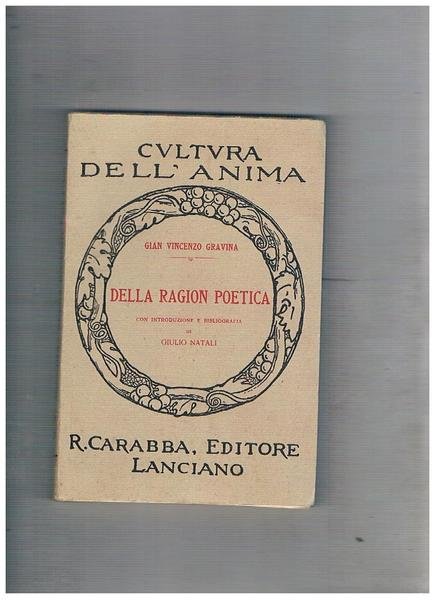 CVLTVRA
DELL'ANIMA
GIAN VINCENZO GRAVINA
DELLA RAGION POETICA
CON INTRODUZIONE E BIBLIOGRAFIA
DI
GIULIO NATALI
R. CARABBA, EDITORE
LANCIANO